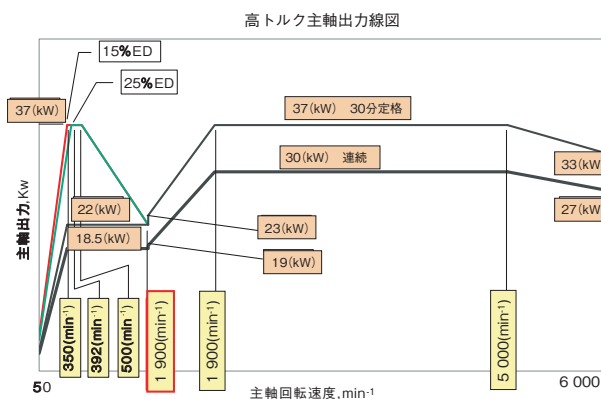 高トルク主軸出力線図
15%ED
25%ED
37(kW)
37(kW) 30分定格
30(kW) 連続
33(kW)
27(kW)
22(kW)
18.5(kW)
23(kW)
19(kW)
主軸出力,Kw
350(min-1)
392(min-1)
500(min-1)
1 900(min-1)
1 900(min-1)
5 000(min-1)
50
主軸回転速度,min-1
6 000